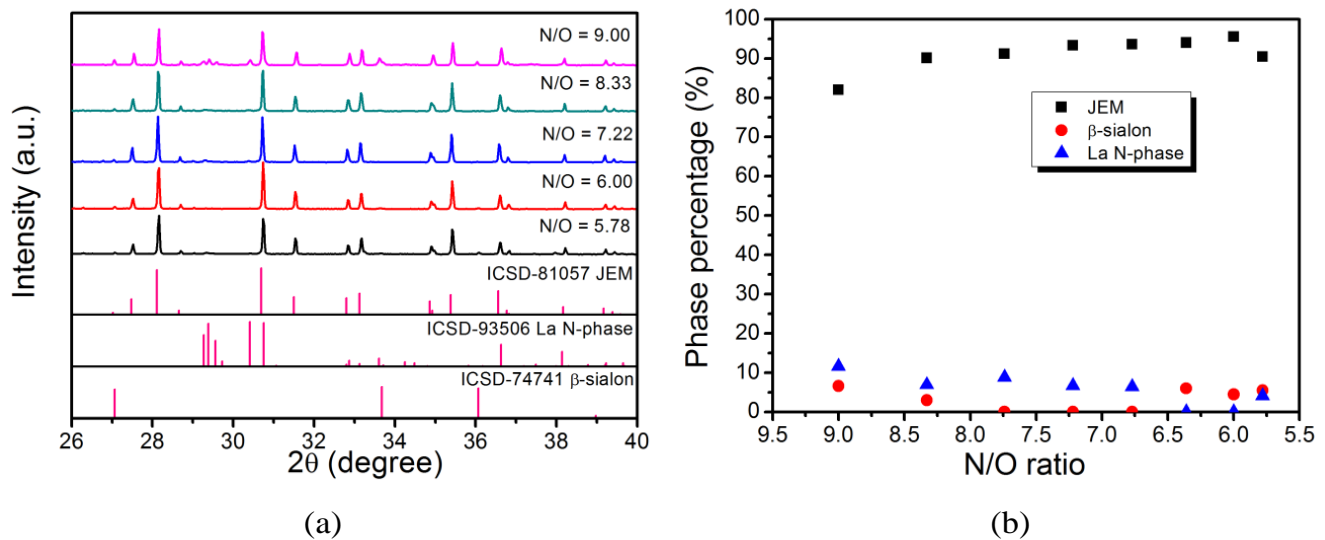 N/O = 9.00
N/O = 8.33
N/O = 7.22
N/O = 6.00
N/O = 5.78
ICSD-81057 JEM
ICSD-93506 La N-phase
ICSD-74741 β-sialon
Intensity (a.u.)
26 28 30 32 34 36 38 40
2θ (degree)
(a)
100
90
80
70
60
50
40
30
20
10
0
Phase percentage (%)
JEM
β-sialon
La N-phase
9.5 9.0 8.5 8.0 7.5 7.0 6.5 6.0 5.5
N/O ratio
(b)